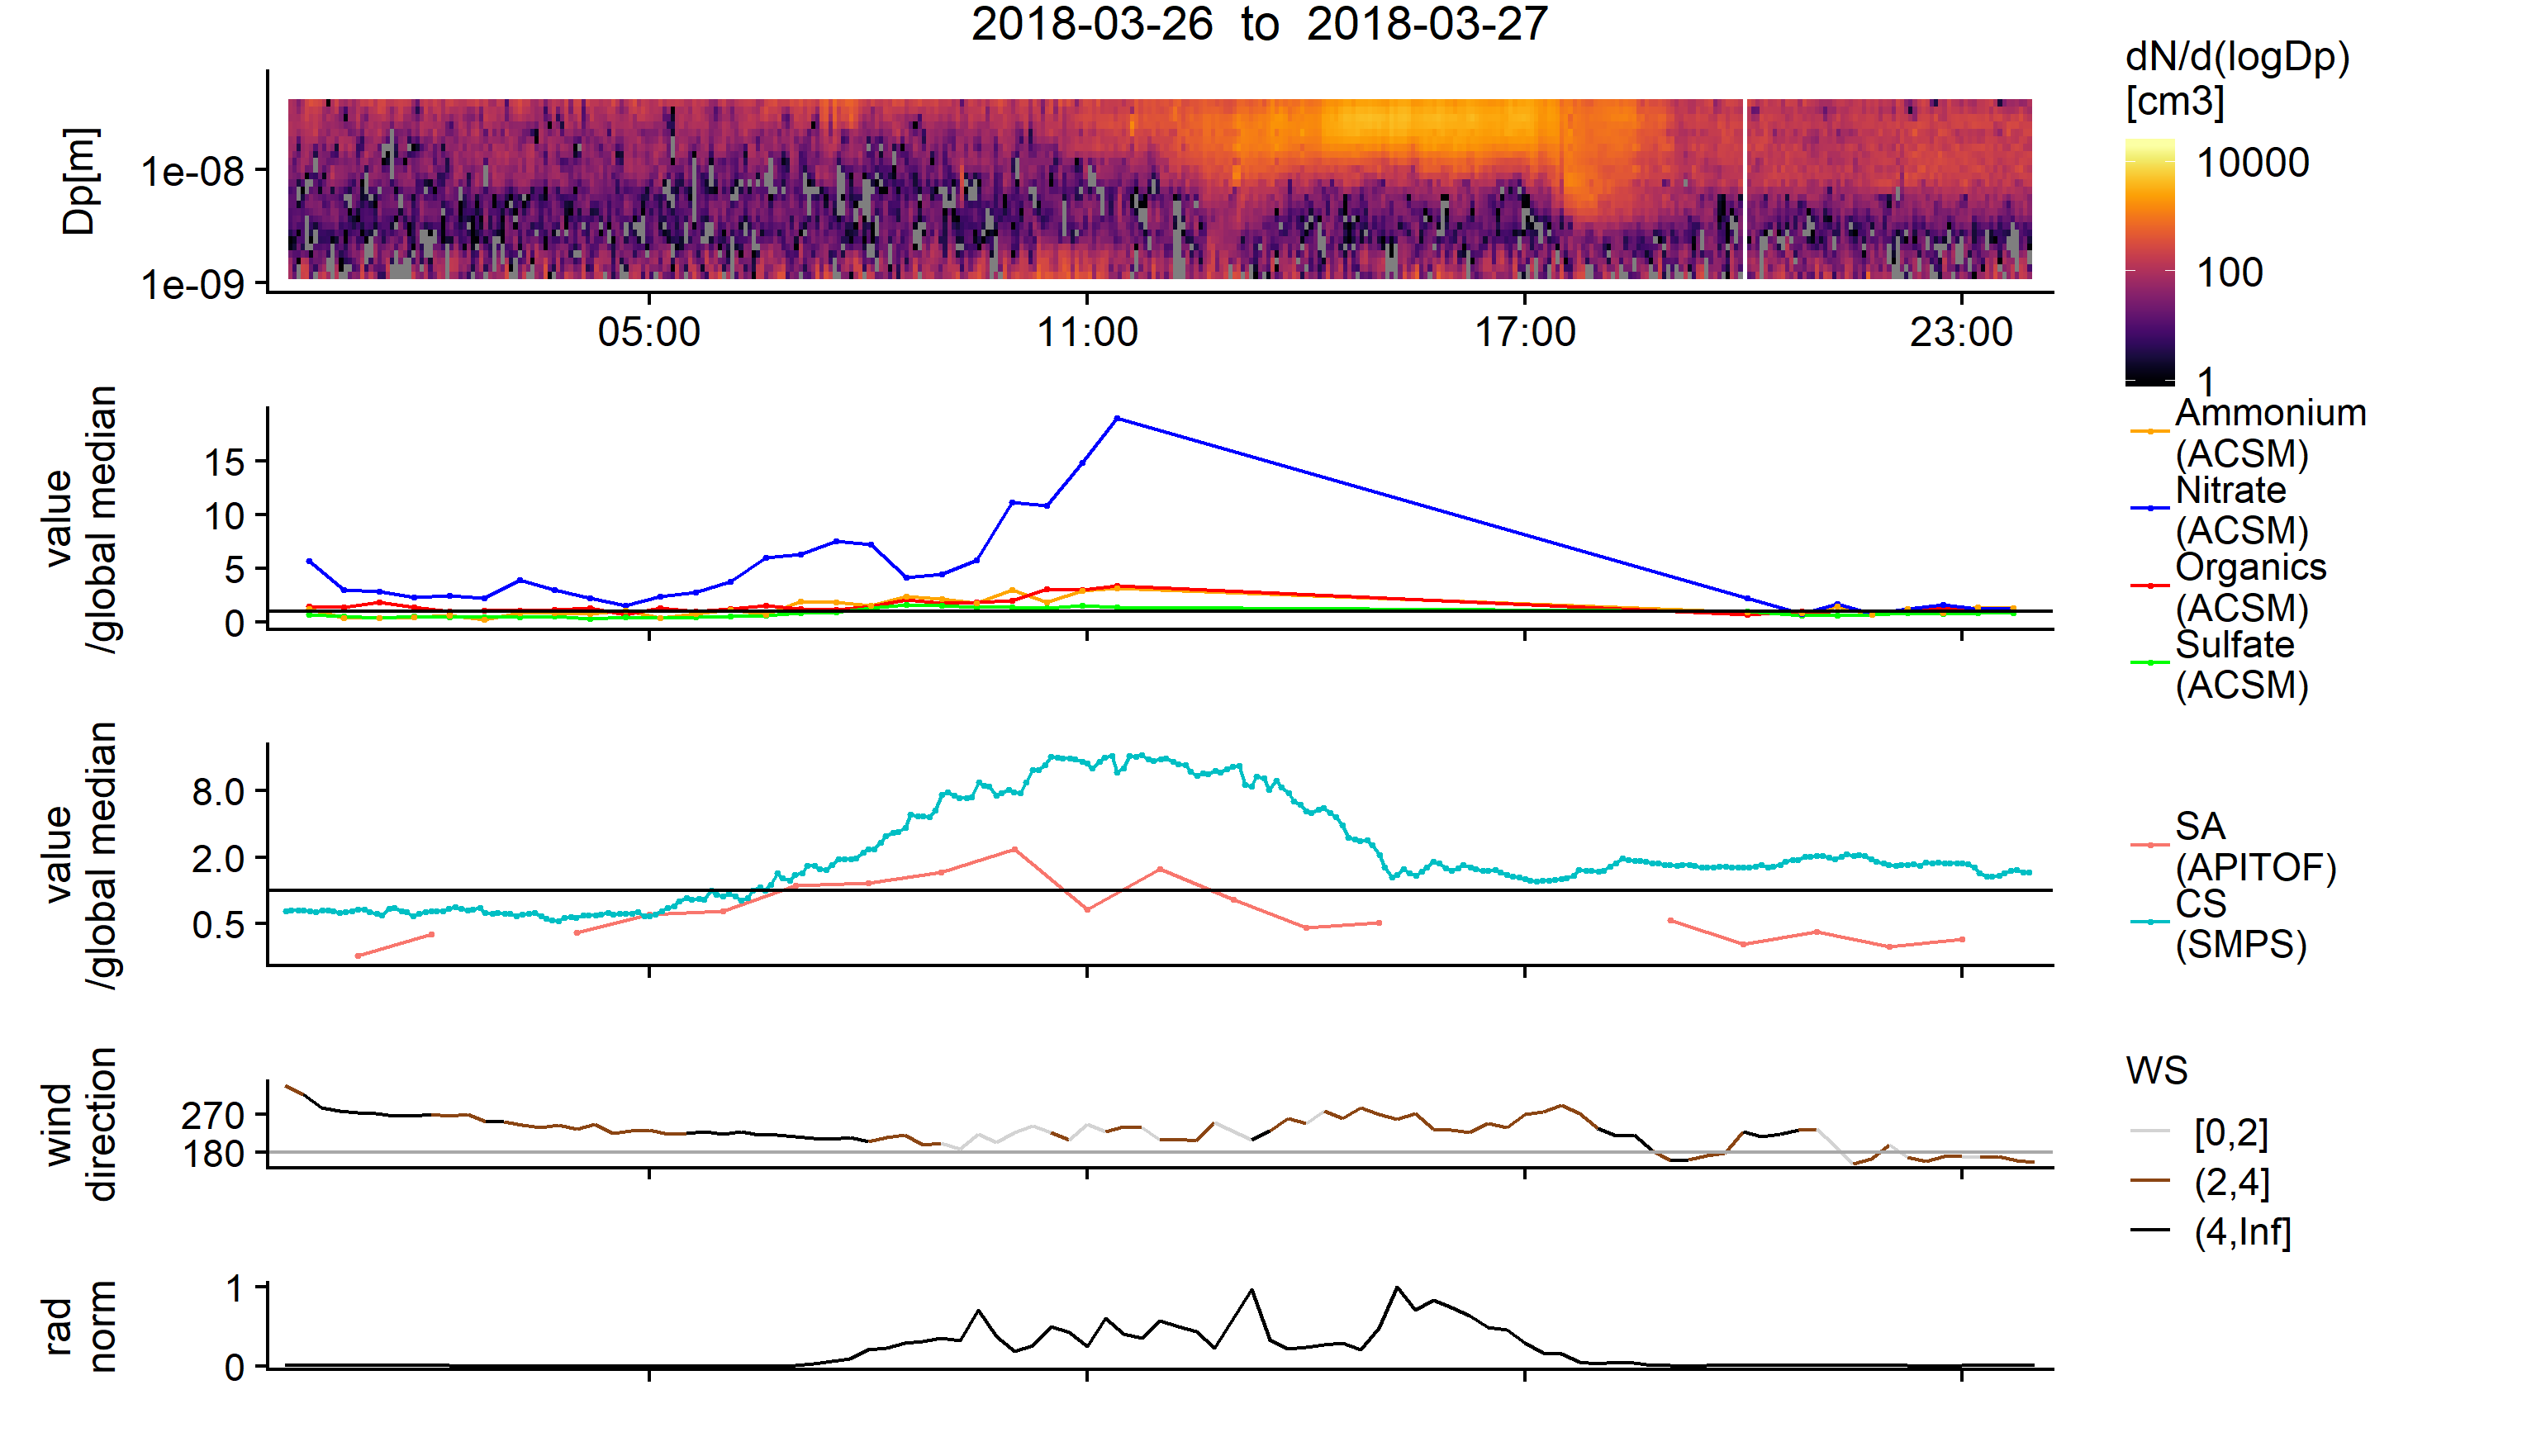 2018-03-26 to 2018-03-27
Dp[m]
1e-08
1e-09
05:00
11:00
17:00
23:00
dN/d(logDp)
[cm3]
10000
100
1
value
/global median
15
10
5
0
Ammonium
(ACSM)
Nitrate
(ACSM)
Organics
(ACSM)
Sulfate
(ACSM)
value
/global median
8.0
2.0
0.5
SA
(APITOF)
CS
(SMPS)
wind
direction
270
180
WS
[0,2]
(2,4]
(4,Inf]
rad
norm
1
0